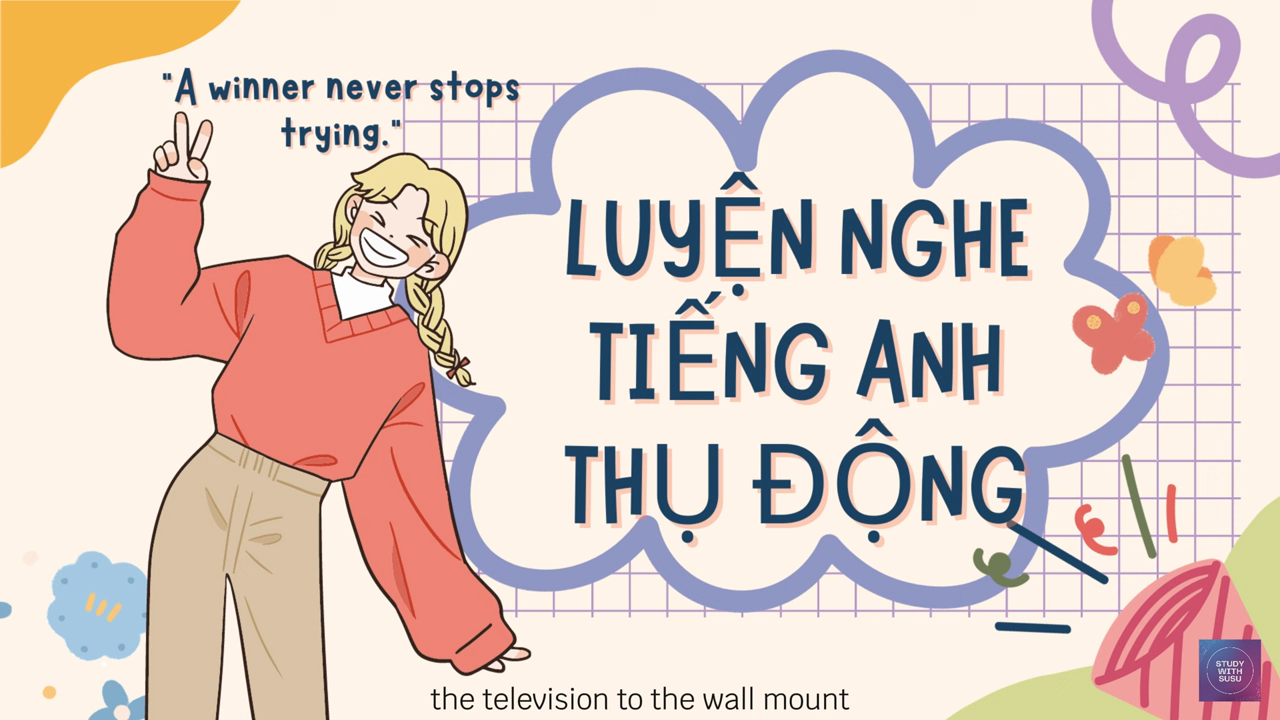 "A winner never stops
trying."
LUYỆN NGHE
TIẾNG ANH
THỤ ĐỘNG
STUDY
WITH
SUSU
the television to the wall mount